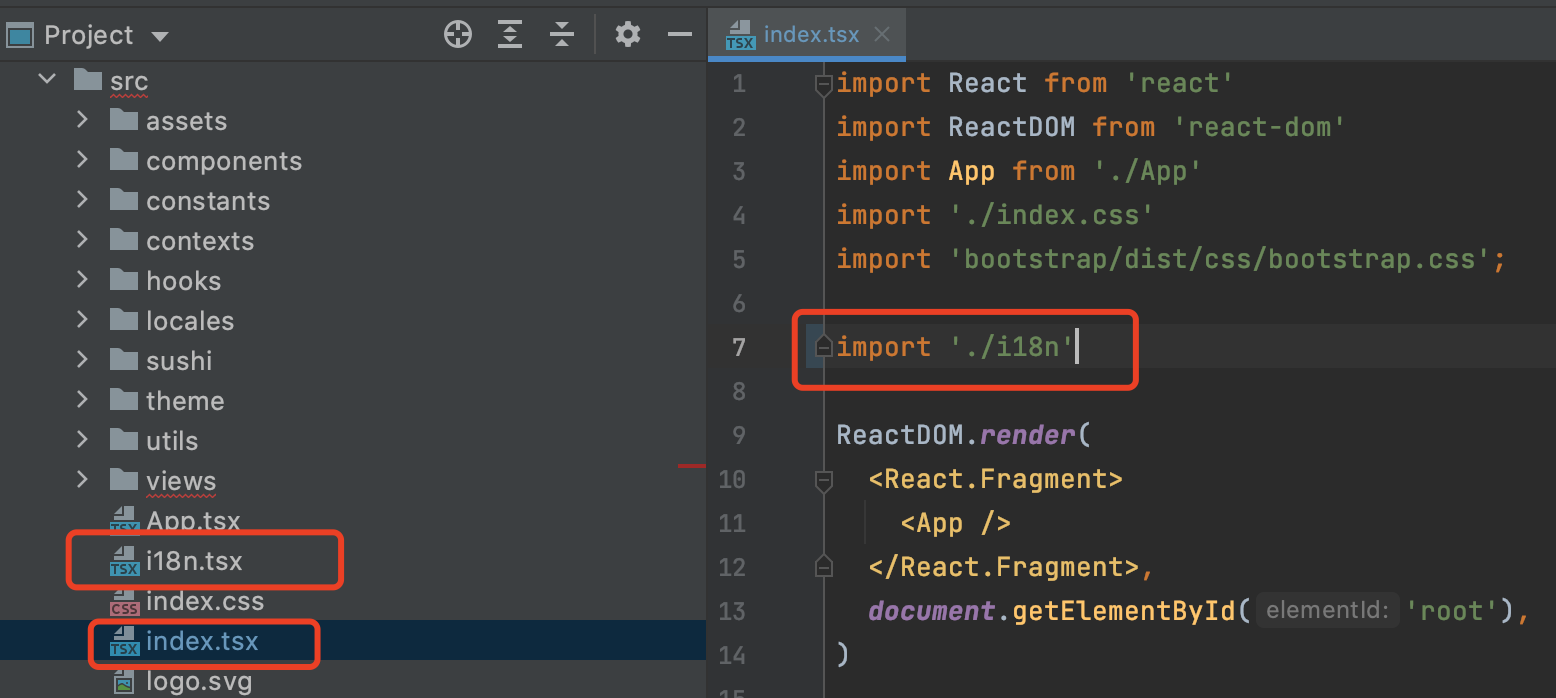 Project
src
assets
components
constants
contexts
hooks
locales
sushi
theme
utils
views
TSX App.tsx
TSX i18n.tsx
CSS index.css
TSX index.tsx
logo.svg
TSX index.tsx
1 import React from 'react'
2 import ReactDOM from 'react-dom'
3 import App from './App'
4 import './index.css'
5 import 'bootstrap/dist/css/bootstrap.css';
6
7 import './i18n'
8
9 ReactDOM.render(
10 <React.Fragment>
11 <App />
12 </React.Fragment>,
13 document.getElementById( elementId: 'root'),
14 )
15